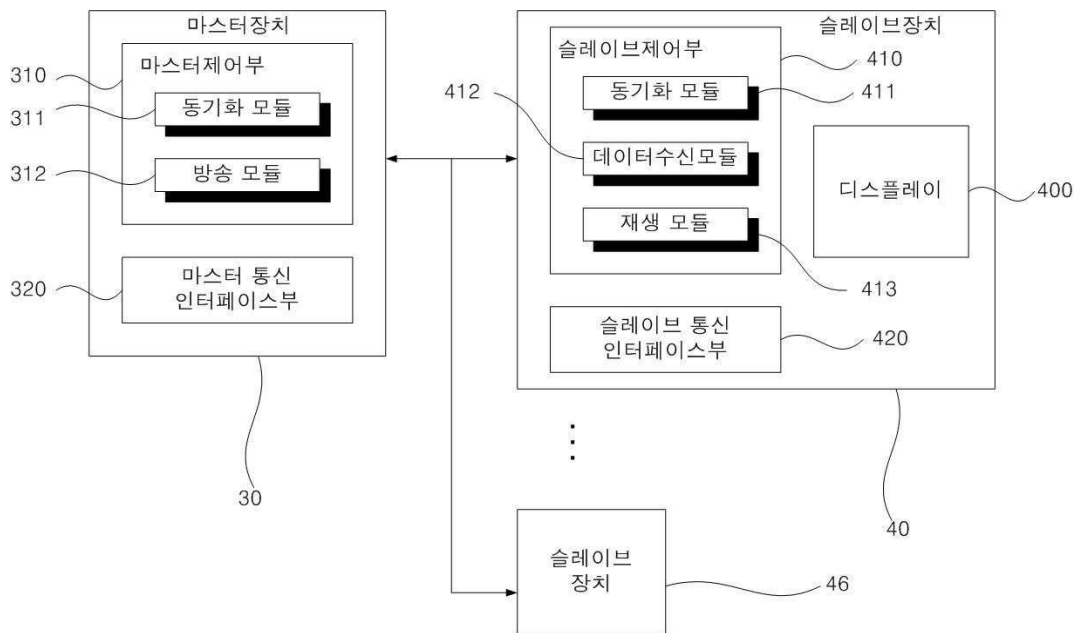 마스터장치
슬레이브장치
310
마스터제어부
311
동기화 모듈
312
방송 모듈
320
마스터 통신
인터페이스부
30
슬레이브제어부
410
412
동기화 모듈
411
데이터수신모듈
재생 모듈
413
디스플레이
400
슬레이브 통신
인터페이스부
420
40
슬레이브
장치
46